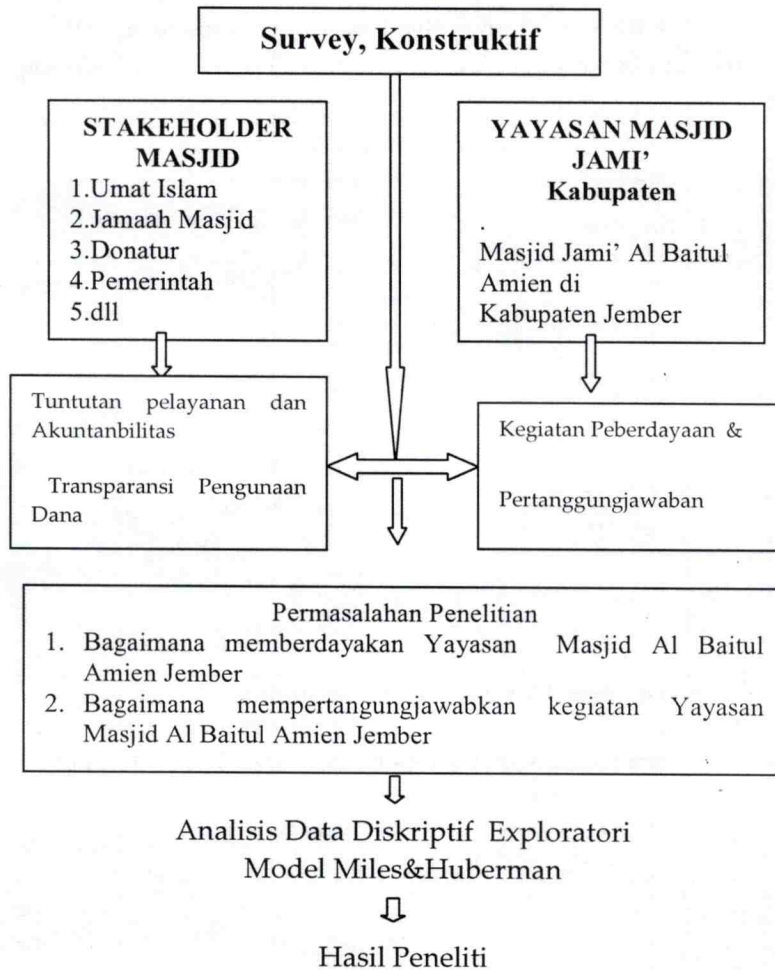 Survey, Konstruktif
STAKEHOLDER
MASJID
1.Umat Islam
2.Jamaah Masjid
3.Donatur
4.Pemerintah
5.dll
YAYASAN MASJID
JAMI’
Kabupaten
.
Masjid Jami’ Al Baitul
Amien di
Kabupaten Jember
Tuntutan pelayanan dan
Akuntanbilitas
Transparansi Pengunaan
Dana
Kegiatan Peberdayaan &
Pertanggungjawaban
Permasalahan Penelitian
1. Bagaimana memberdayakan Yayasan Masjid Al Baitul
Amien Jember
2. Bagaimana mempertangungjawabkan kegiatan Yayasan
Masjid Al Baitul Amien Jember
Analisis Data Diskriptif Exploratori
Model Miles&Huberman
Hasil Peneliti